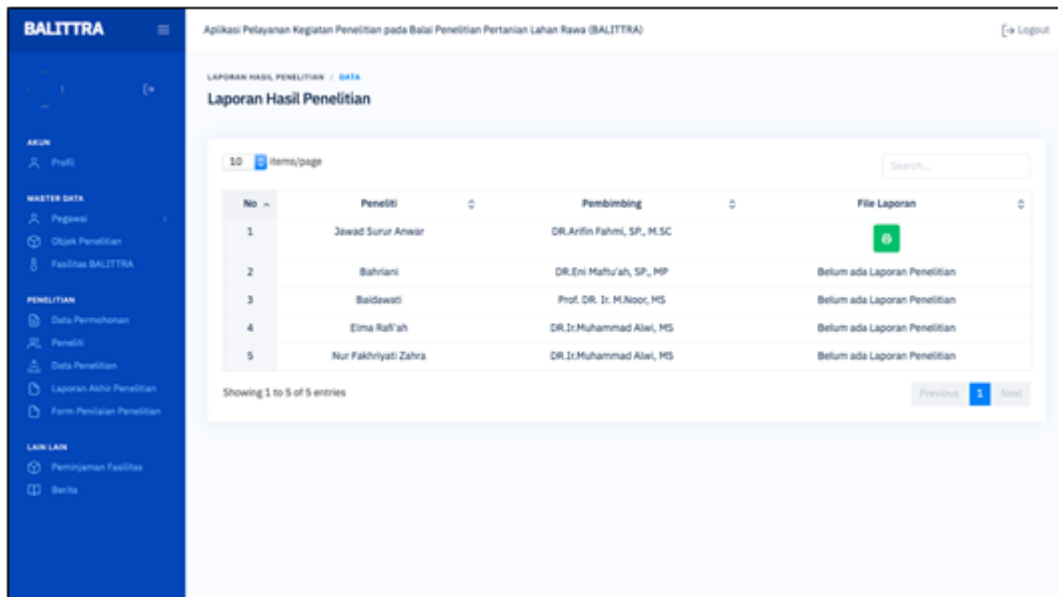 BALITTRA
Aplikasi Pelayanan Kegiatan Penelitian pada Balai Penelitian Pertanian Lahan Rawa (BALITTRA)
Logout
AKUN
Profil
MASTER DATA
Pegawai
Objek Penelitian
Fasilitas BALITTRA
PENELITIAN
Data Permohonan
Peneliti
Data Penelitian
Laporan Akhir Penelitian
Form Penilaian Penelitian
LAIN LAIN
Peminjaman Fasilitas
Berita
LAPORAN HASIL PENELITIAN / DATA
Laporan Hasil Penelitian
10 items/page
Search...
No Peneliti Pembimbing File Laporan
1 Jawad Surur Anwar DR.Arifin Fahmi, SP., M.SC
2 Bahriani DR.Eni Maftu'ah, SP., MP Belum ada Laporan Penelitian
3 Baidawati Prof. DR. Ir. M.Noor, MS Belum ada Laporan Penelitian
4 Elma Rafi'ah DR.Ir.Muhammad Alwi, MS Belum ada Laporan Penelitian
5 Nur Fakhriyati Zahra DR.Ir.Muhammad Alwi, MS Belum ada Laporan Penelitian
Showing 1 to 5 of 5 entries
Previous 1 Next